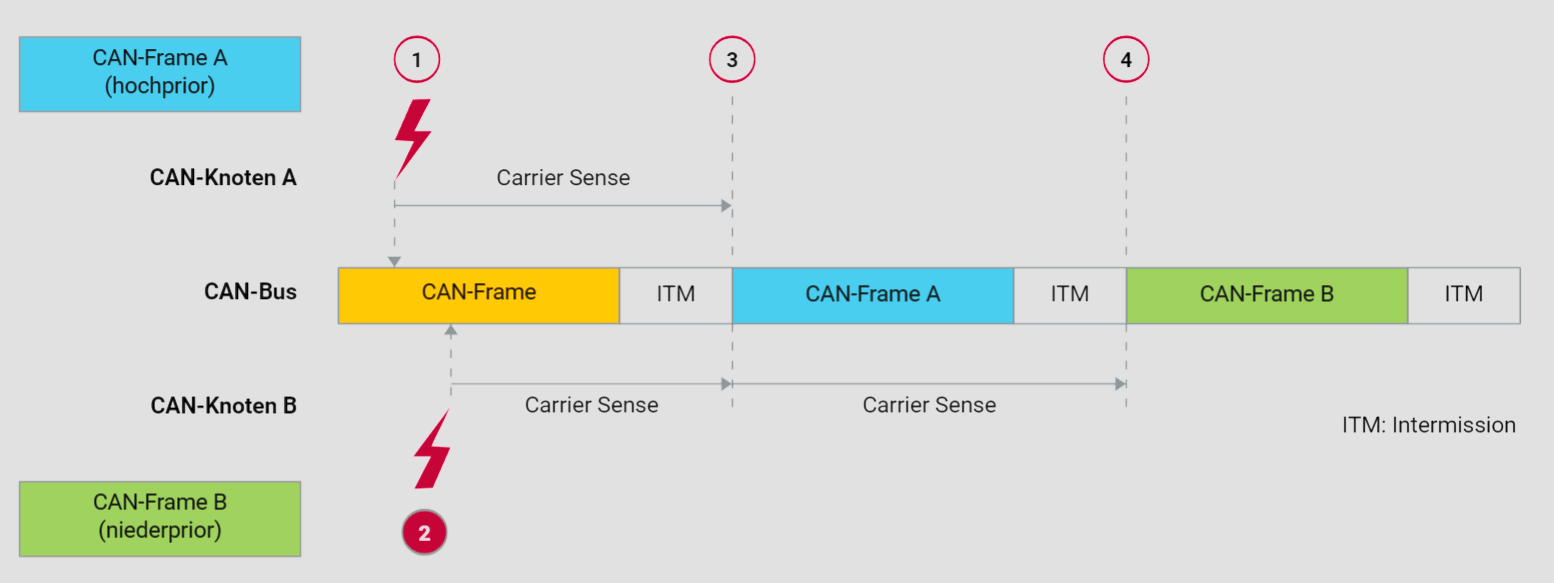 CAN-Frame A
(hochprior)
1
3
4
CAN-Knoten A
Carrier Sense
CAN-Bus
CAN-Frame
ITM
CAN-Frame A
ITM
CAN-Frame B
ITM
CAN-Knoten B
Carrier Sense
Carrier Sense
ITM: Intermission
CAN-Frame B
(niederprior)
2